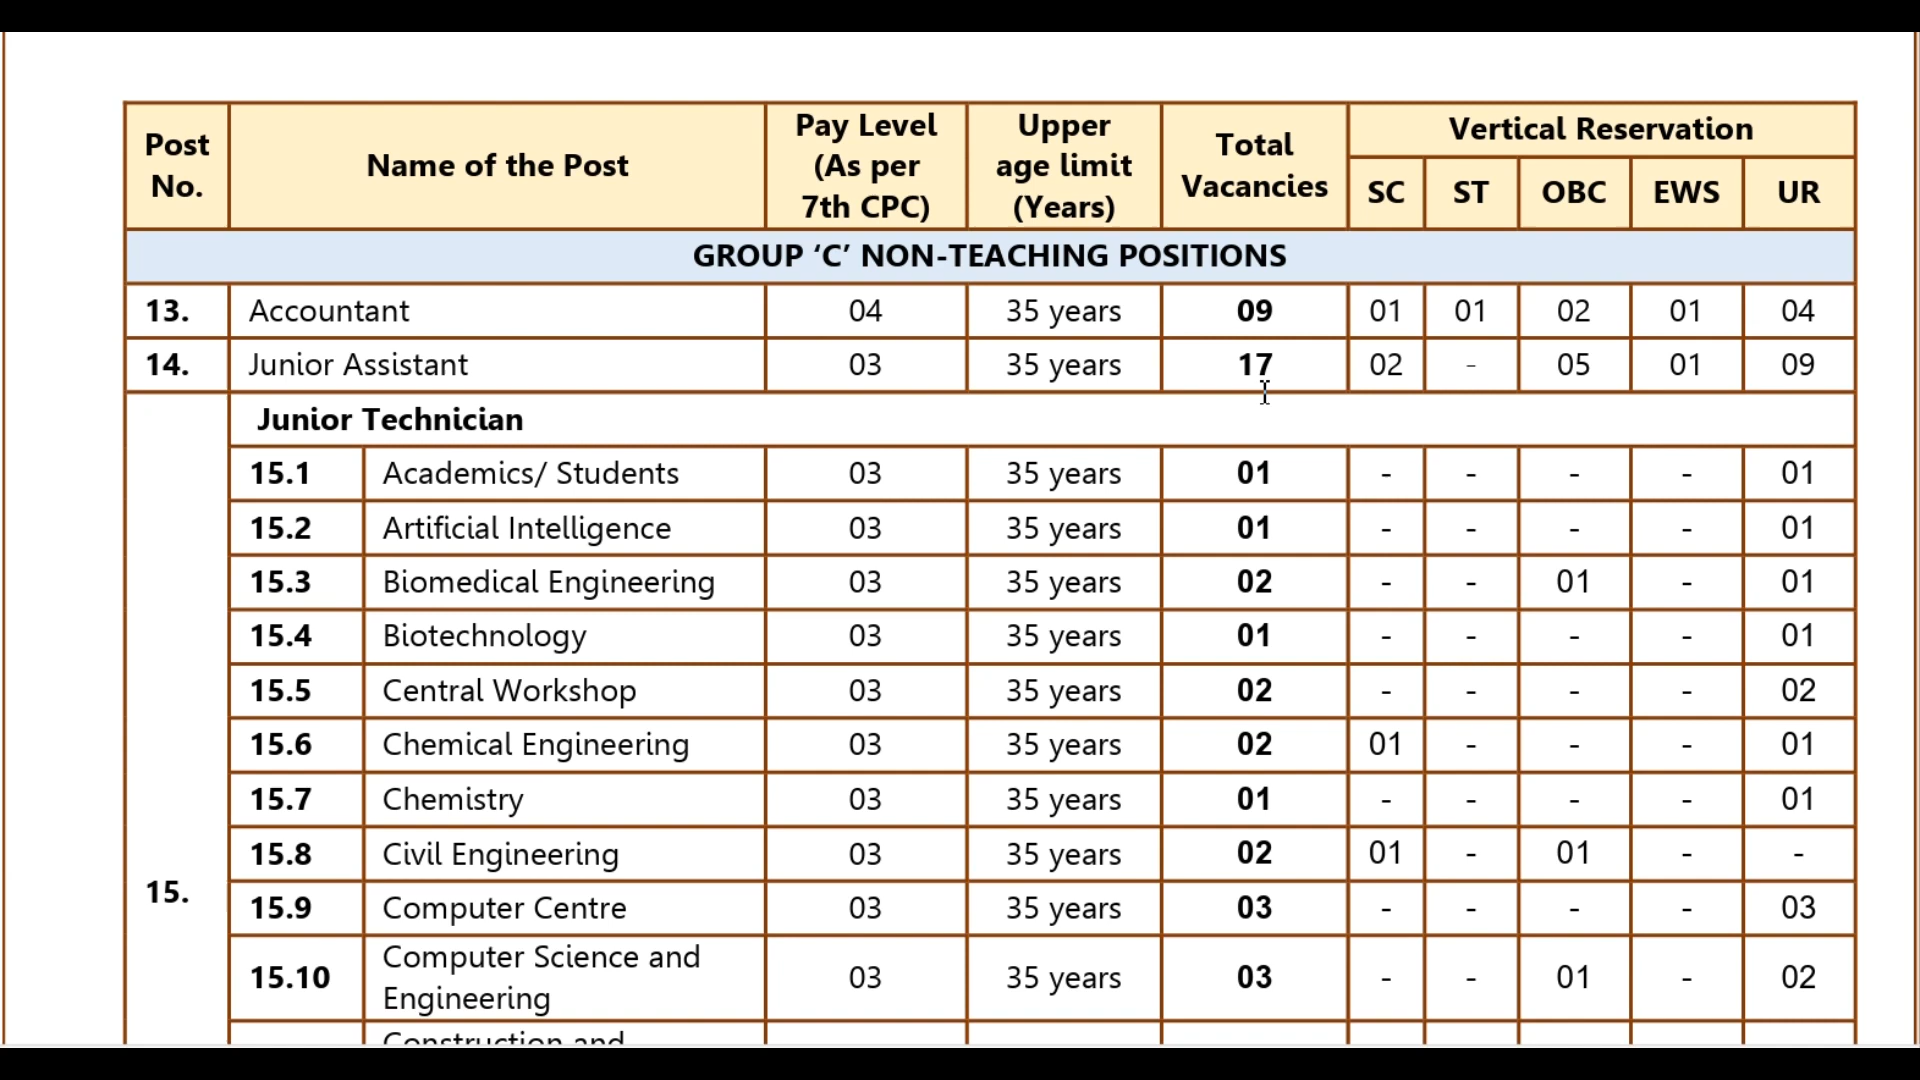 Post No. Name of the Post Pay Level (As per 7th CPC) Upper age limit (Years) Total Vacancies Vertical Reservation
SC ST OBC EWS UR
GROUP ‘C’ NON-TEACHING POSITIONS
13. Accountant 04 35 years 09 01 01 02 01 04
14. Junior Assistant 03 35 years 17 02 - 05 01 09
15. Junior Technician
15.1 Academics/ Students 03 35 years 01 - - - - 01
15.2 Artificial Intelligence 03 35 years 01 - - - - 01
15.3 Biomedical Engineering 03 35 years 02 - - 01 - 01
15.4 Biotechnology 03 35 years 01 - - - - 01
15.5 Central Workshop 03 35 years 02 - - - - 02
15.6 Chemical Engineering 03 35 years 02 01 - - - 01
15.7 Chemistry 03 35 years 01 - - - - 01
15.8 Civil Engineering 03 35 years 02 01 - 01 - -
15.9 Computer Centre 03 35 years 03 - - - - 03
15.10 Computer Science and Engineering 03 35 years 03 - - 01 - 02
Construction and